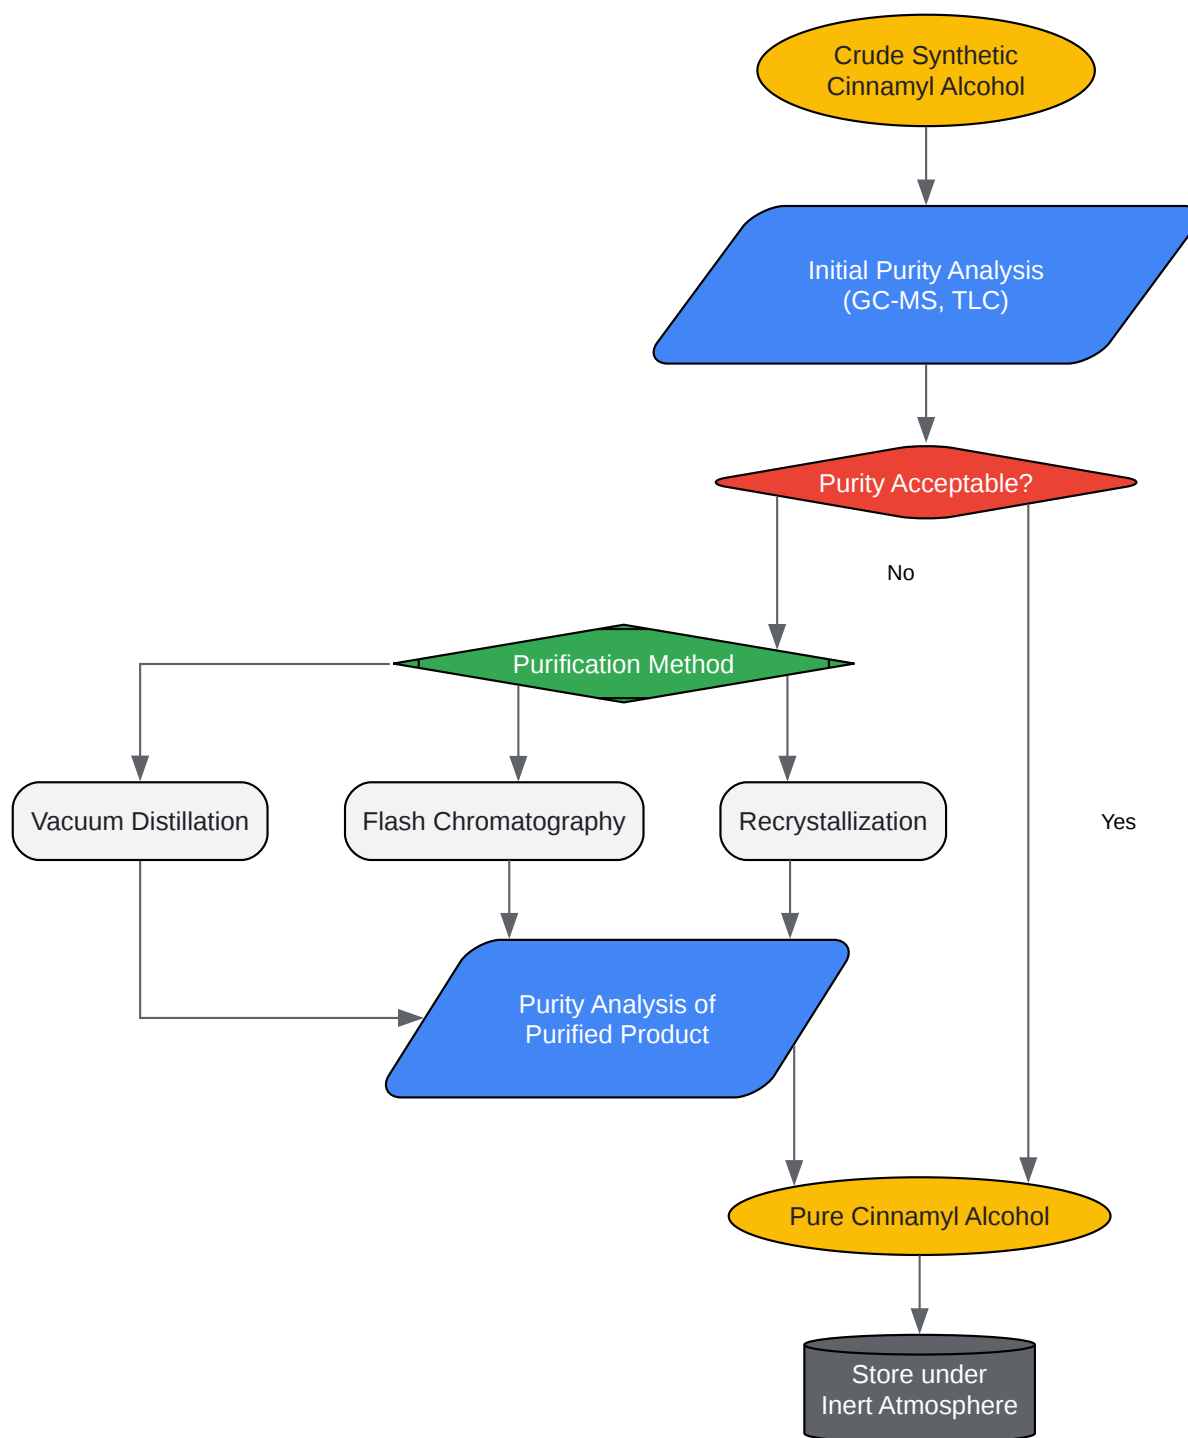 Crude Synthetic
Cinnamyl Alcohol
Initial Purity Analysis
(GC-MS, TLC)
Purity Acceptable?
No
Purification Method
Vacuum Distillation
Flash Chromatography
Recrystallization
Yes
Purity Analysis of
Purified Product
Pure Cinnamyl Alcohol
Store under
Inert Atmosphere